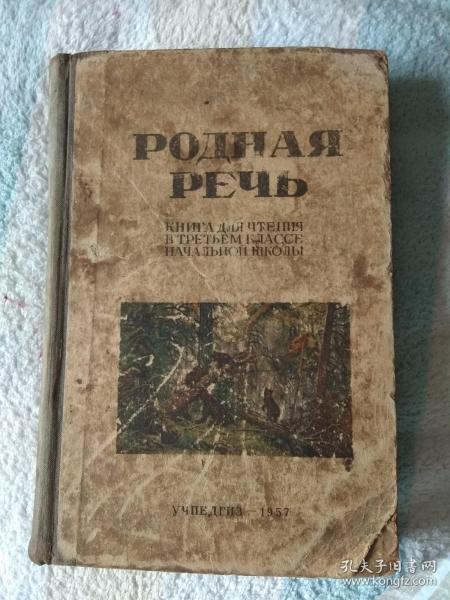 РОДНАЯ
РЕЧЬ
КНИГА ДЛЯ ЧТЕНИЯ
В ТРЕТЬЕМ КЛАССЕ
НАЧАЛЬНОЙ ШКОЛЫ
УЧПЕДГИЗ - 1957
孔夫子旧书网
www.kongfz.com